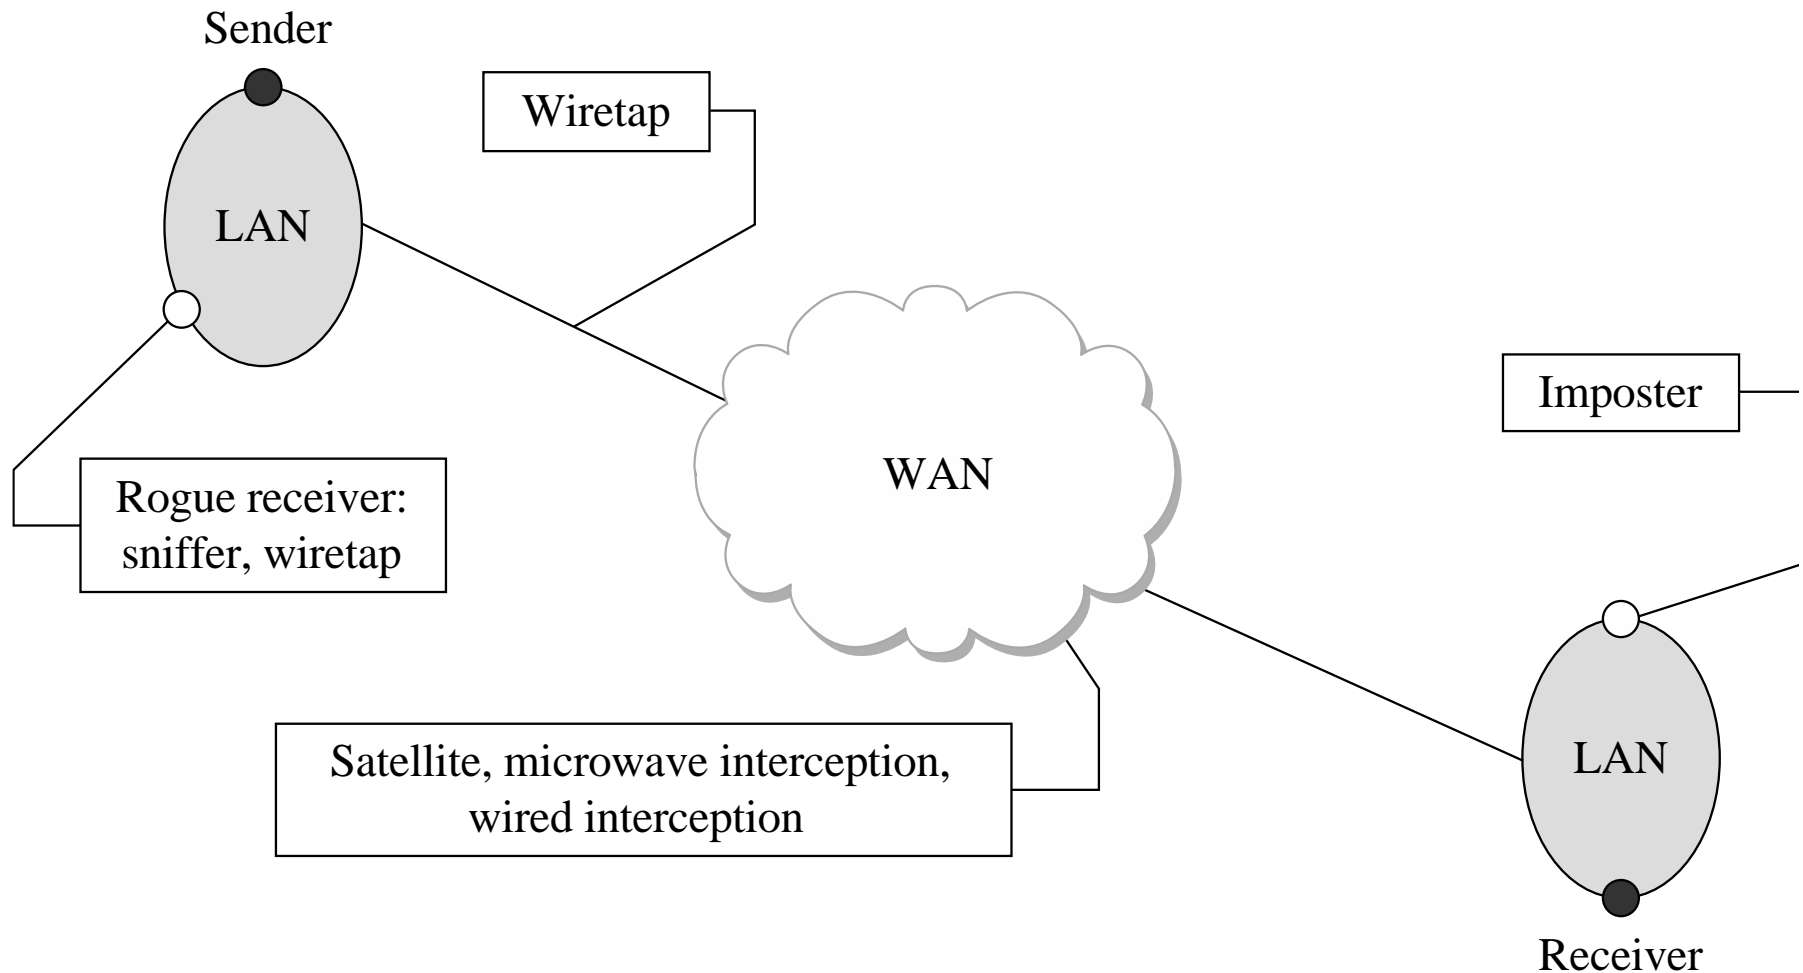 Sender
Wiretap
LAN
Imposter
WAN
Rogue receiver:
sniffer, wiretap
Satellite, microwave interception,
wired interception
LAN
Receiver